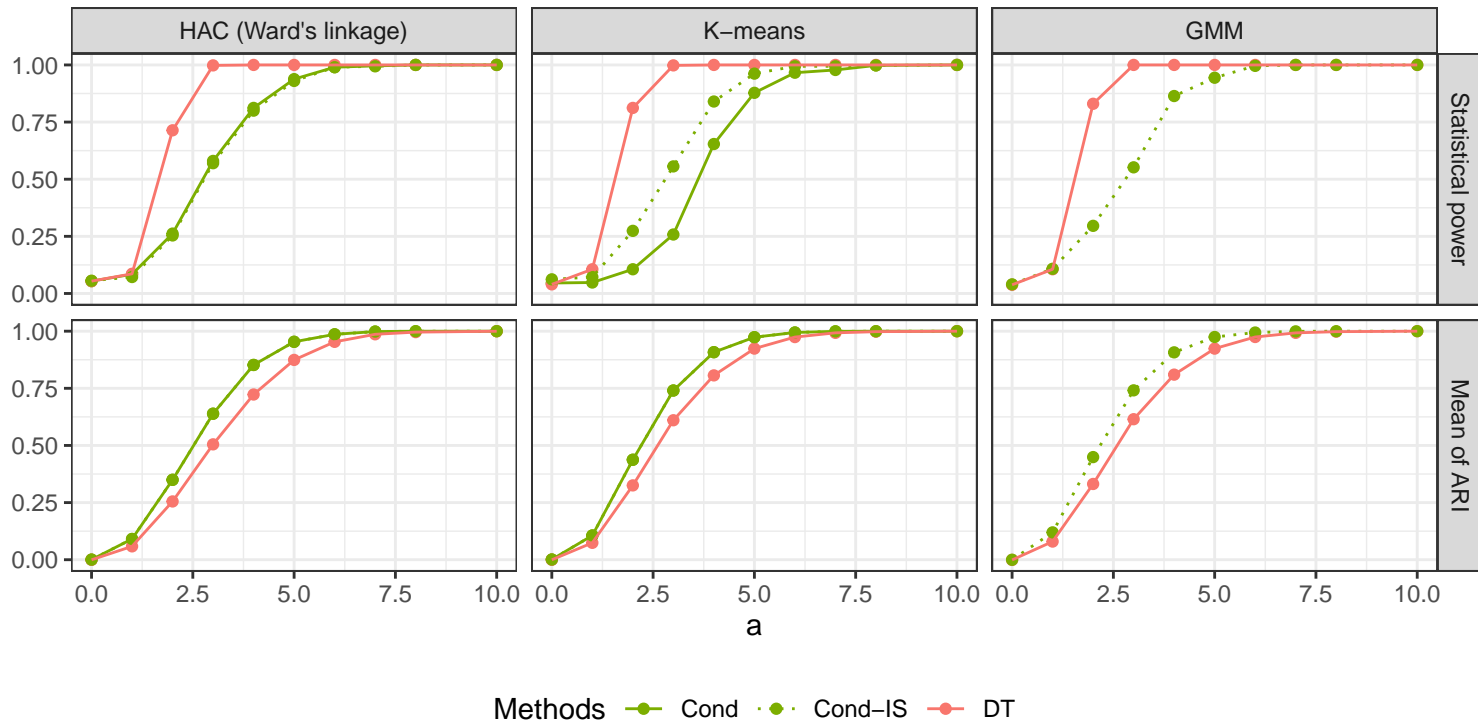 HAC (Ward's linkage) K−means GMM
1.00
0.75
0.50
0.25
0.00
Statistical power
1.00
0.75
0.50
0.25
0.00
Mean of ARI
0.0 2.5 5.0 7.5 10.0 0.0 2.5 5.0 7.5 10.0 0.0 2.5 5.0 7.5 10.0
a
Methods Cond Cond−IS DT